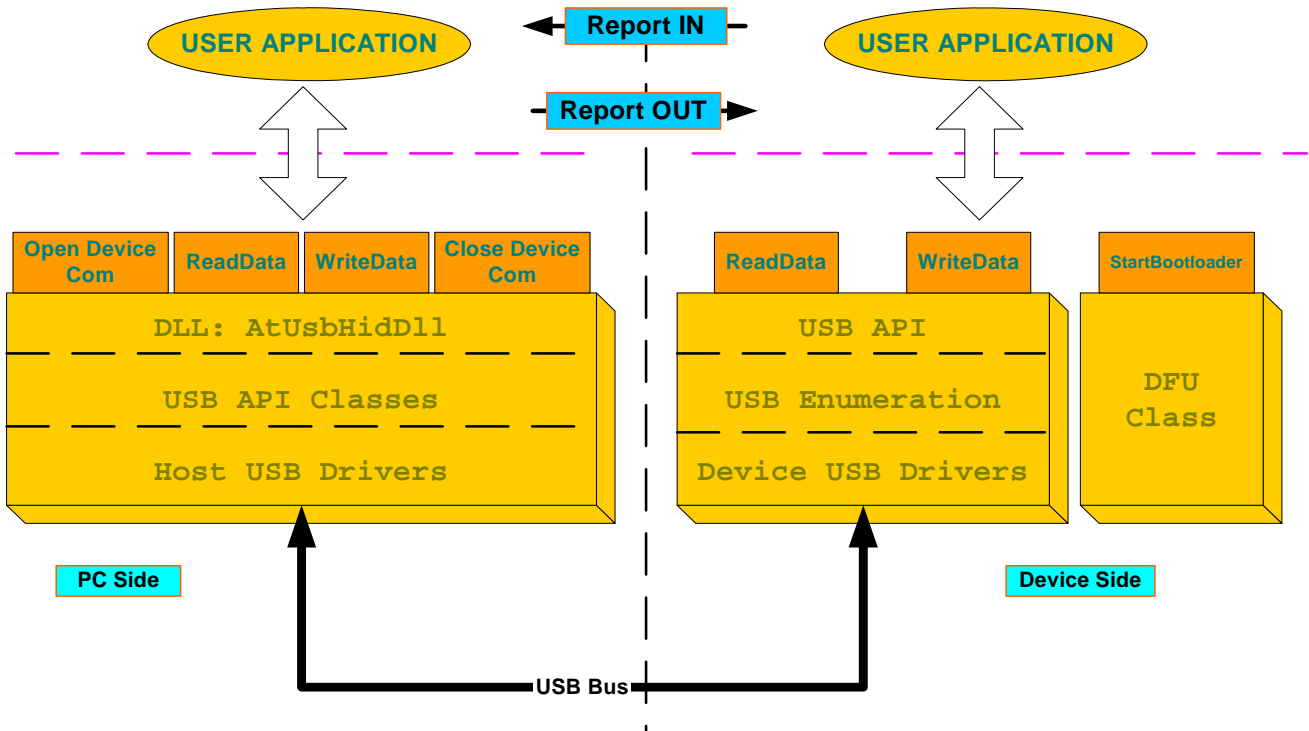 Report IN
USER APPLICATION
USER APPLICATION
Report OUT
Open Device
Com
ReadData
WriteData
Close Device
Com
ReadData
WriteData
StartBootloader
DLL: AtUsbHidDll
USB API Classes
Host USB Drivers
USB API
USB Enumeration
Device USB Drivers
DFU
Class
PC Side
Device Side
USB Bus